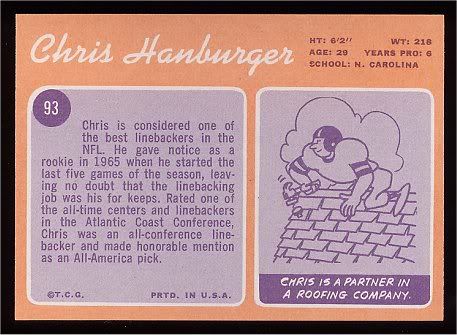 Chris Hanburger
HT: 6'2" WT: 218
AGE: 29 YEARS PRO: 6
SCHOOL: N. CAROLINA
93
Chris is considered one of
the best linebackers in the
NFL. He gave notice as a
rookie in 1965 when he started the
last five games of the season, leav-
ing no doubt that the linebacking
job was his for keeps. Rated one of
the all-time centers and linebackers
in the Atlantic Coast Conference,
Chris was an all-conference line-
backer and made honorable mention
as an All-America pick.
©T.C.G. PRTD. IN U.S.A.
CHRIS IS A PARTNER IN
A ROOFING COMPANY.